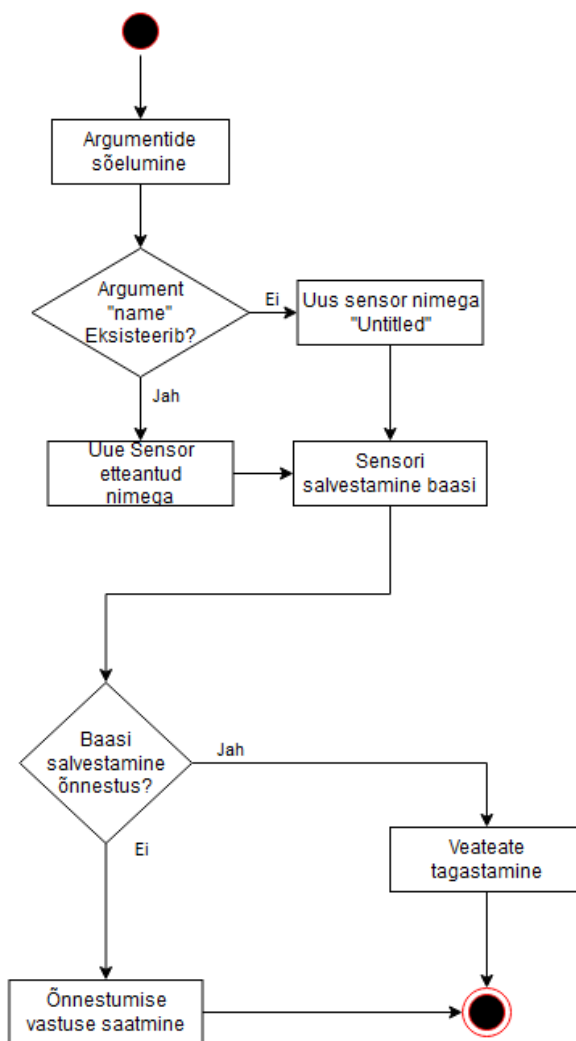 Argumentide
sõelumine
Argument
"name"
Eksisteerib?
Ei
Uus sensor nimega
"Untitled"
Jah
Uue Sensor
etteantud
nimega
Sensori
salvestamine baasi
Baasi
salvestamine
õnnestus?
Jah
Ei
Veateate
tagastamine
Õnnestumise
vastuse saatmine